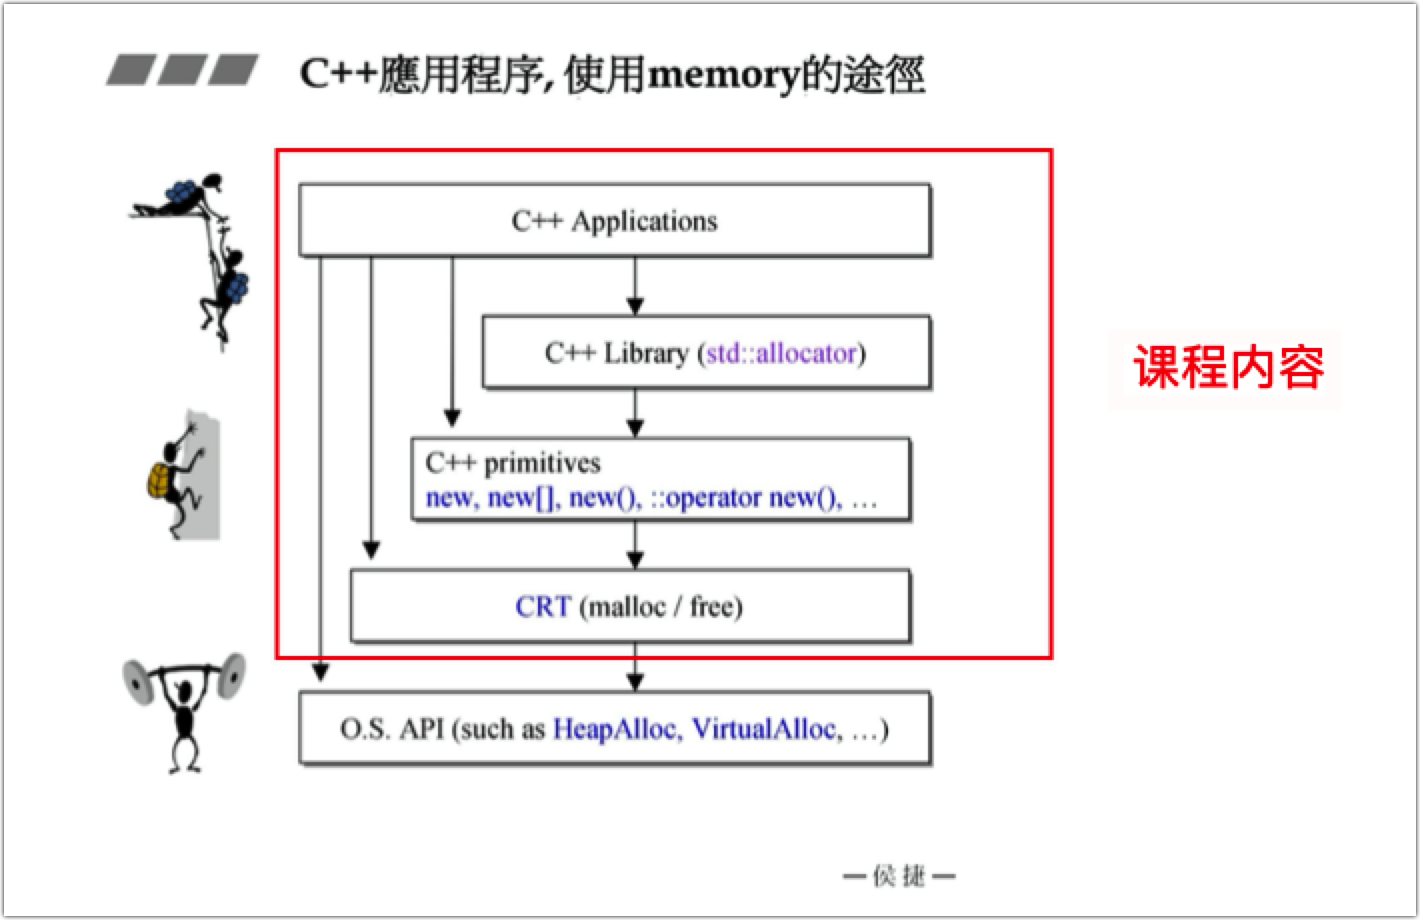 C++應用程序, 使用memory的途徑
C++ Applications
C++ Library (std::allocator)
课程内容
C++ primitives
new, new[], new(), ::operator new(), …
CRT (malloc / free)
O.S. API (such as HeapAlloc, VirtualAlloc, …)
— 侯捷 —